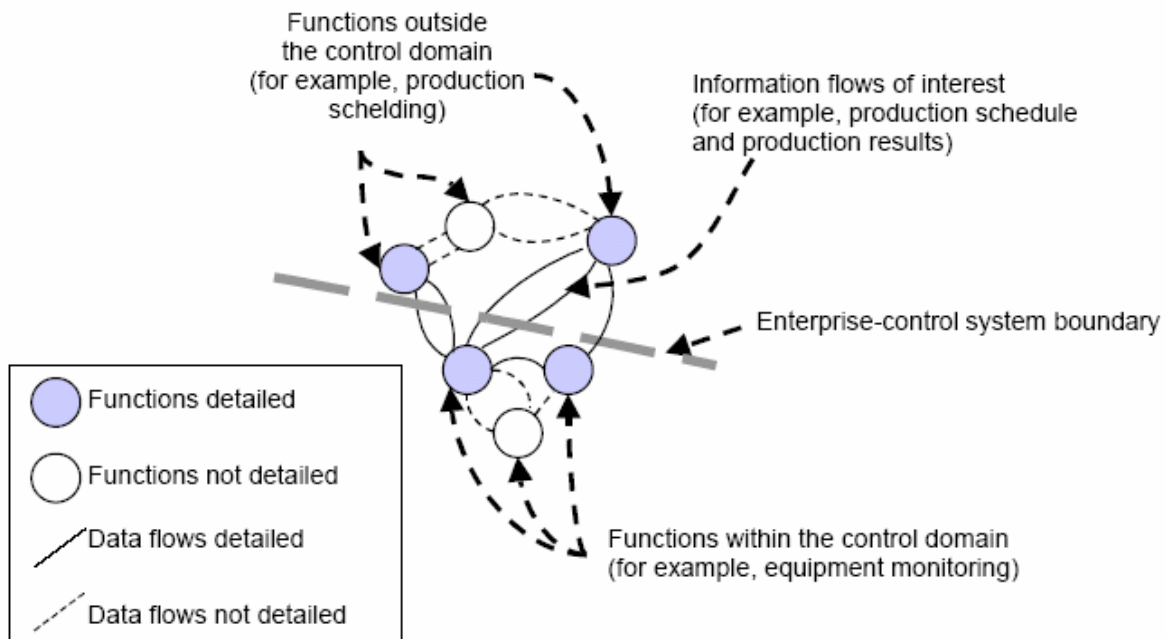 Functions outside
the control domain
(for example, production
schelding)
Information flows of interest
(for example, production schedule
and production results)
Enterprise-control system boundary
Functions detailed
Functions not detailed
Data flows detailed
Data flows not detailed
Functions within the control domain
(for example, equipment monitoring)